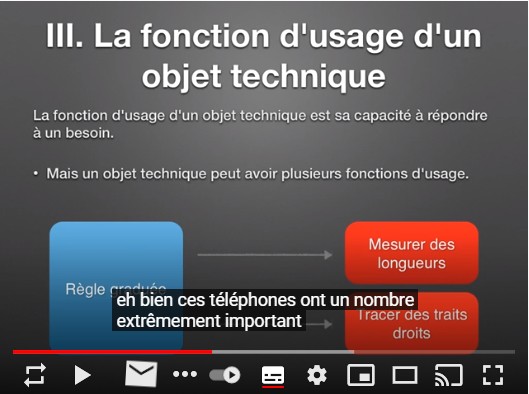 III. La fonction d'usage d'un
objet technique
La fonction d'usage d'un objet technique est sa capacité à répondre
à un besoin.
• Mais un objet technique peut avoir plusieurs fonctions d'usage.
Mesurer des
longueurs
Règle graduée
eh bien ces téléphones ont un nombre
extrêmement important
Tracer des traits
droits